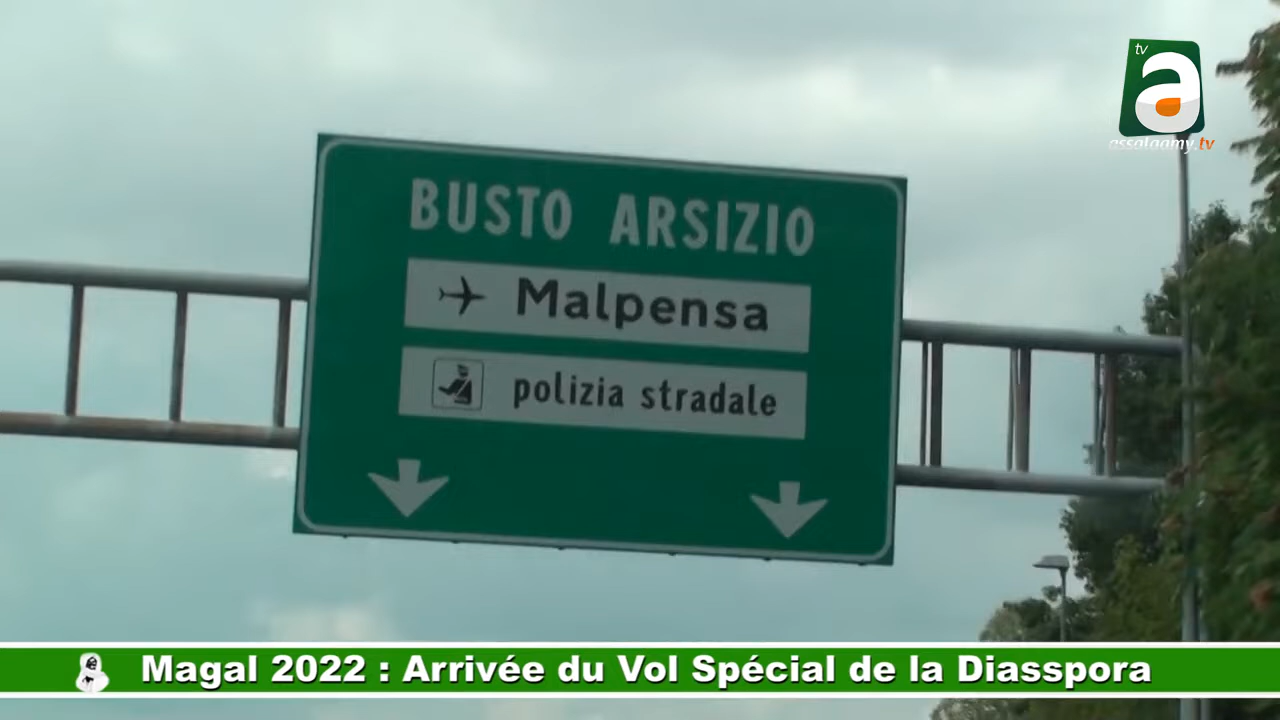 tv
a
assalaamy.tv
BUSTO ARSIZIO
Malpensa
polizia stradale
Magal 2022 : Arrivée du Vol Spécial de la Diasspora